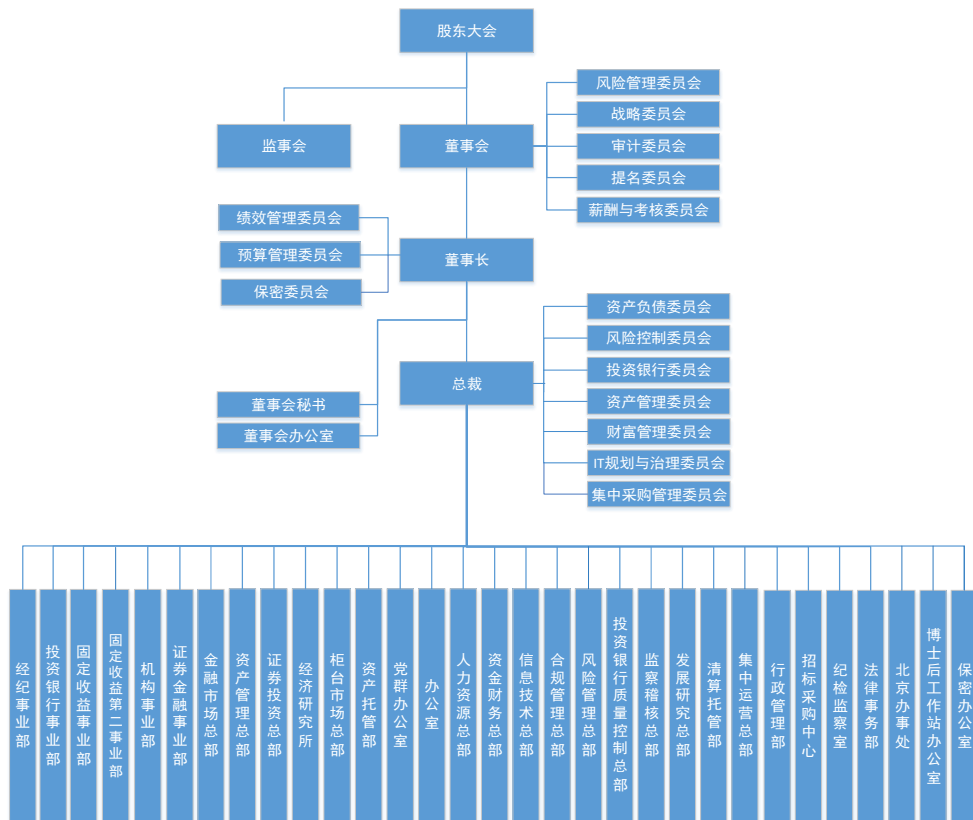 股东大会
监事会
董事会
风险管理委员会
战略委员会
审计委员会
提名委员会
薪酬与考核委员会
绩效管理委员会
预算管理委员会
保密委员会
董事长
资产负债委员会
风险控制委员会
投资银行委员会
资产管理委员会
财富管理委员会
IT规划与治理委员会
集中采购管理委员会
总裁
董事会秘书
董事会办公室
经纪事业部
投资银行事业部
固定收益事业部
固定收益第二事业部
机构事业部
证券金融事业部
金融市场总部
资产管理总部
证券投资总部
经济研究所
柜台市场总部
资产托管部
党群办公室
办公室
人力资源总部
资金财务总部
信息技术总部
合规管理总部
风险管理总部
投资银行质量控制总部
监察稽核总部
发展研究总部
清算托管部
集中运营总部
行政管理部
招标采购中心
纪检监察室
法律事务部
北京办事处
博士后工作站办公室
保密办公室